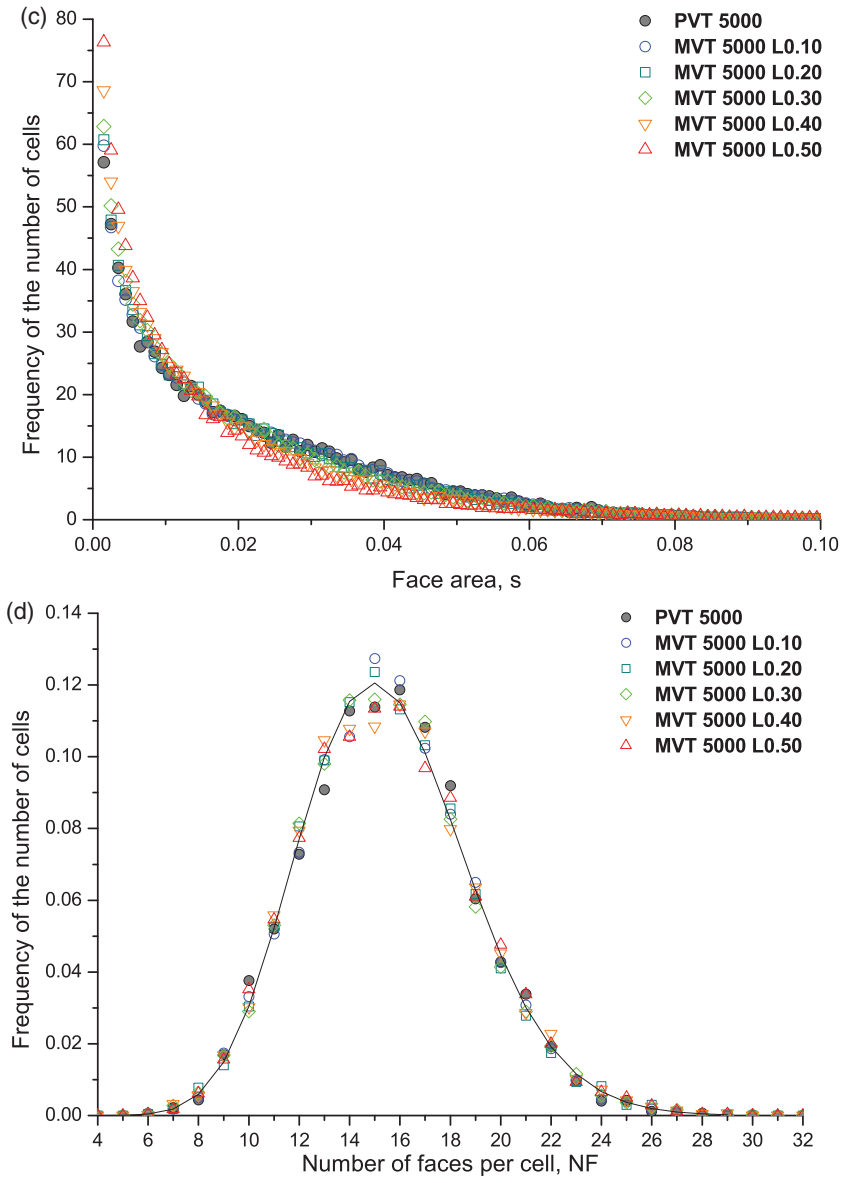 (c)
80
70
60
50
40
30
20
10
0
Frequency of the number of cells
PVT 5000
MVT 5000 L0.10
MVT 5000 L0.20
MVT 5000 L0.30
MVT 5000 L0.40
MVT 5000 L0.50
0.00 0.02 0.04 0.06 0.08 0.10
Face area, s
(d)
0.14
0.12
0.10
0.08
0.06
0.04
0.02
0.00
Frequency of the number of cells
PVT 5000
MVT 5000 L0.10
MVT 5000 L0.20
MVT 5000 L0.30
MVT 5000 L0.40
MVT 5000 L0.50
4 6 8 10 12 14 16 18 20 22 24 26 28 30 32
Number of faces per cell, NF